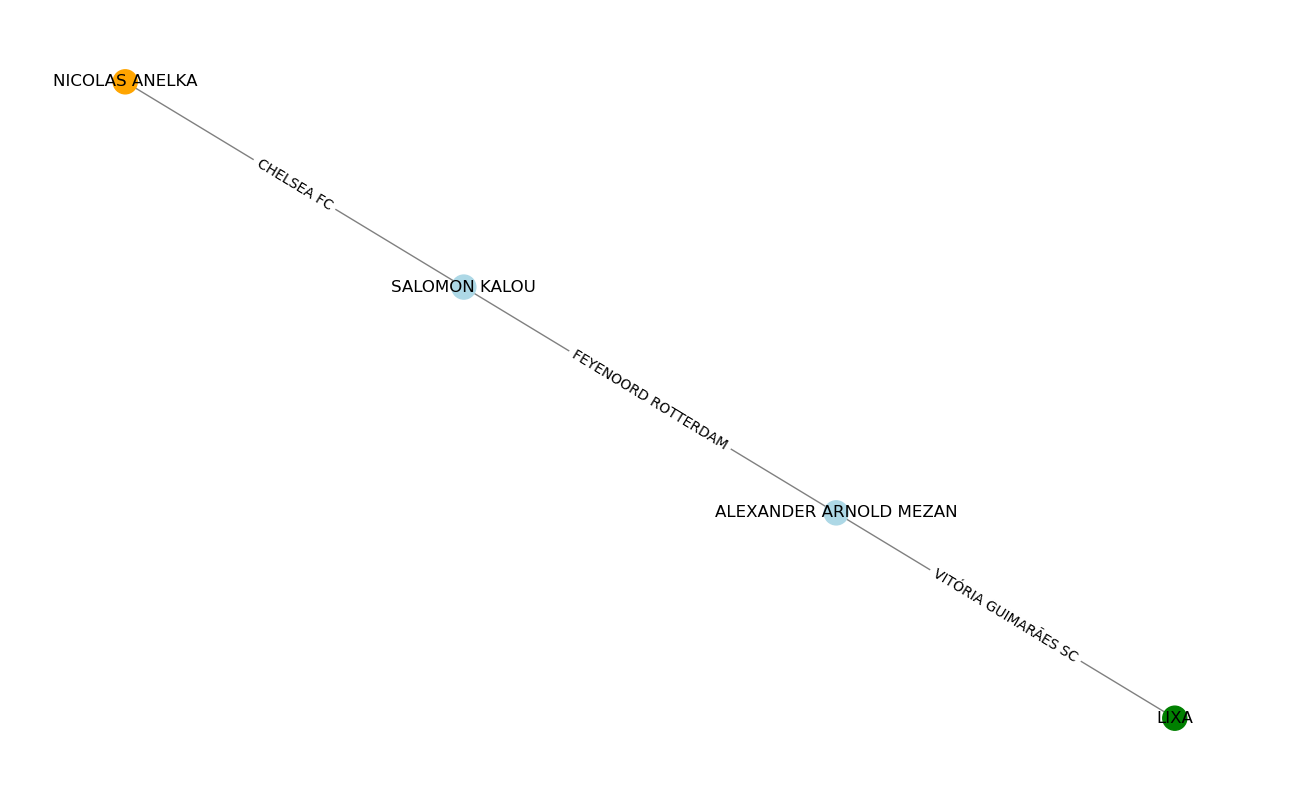 NICOLAS ANELKA
CHELSEA FC
SALOMON KALOU
FEYENOORD ROTTERDAM
ALEXANDER ARNOLD MEZAN
VITÓRIA GUIMARÃES SC
LIXA